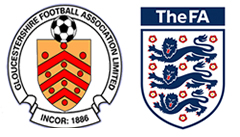 GLOUCESTERSHIRE FOOTBALL ASSOCIATION LIMITED
INCOR: 1886
TheFA